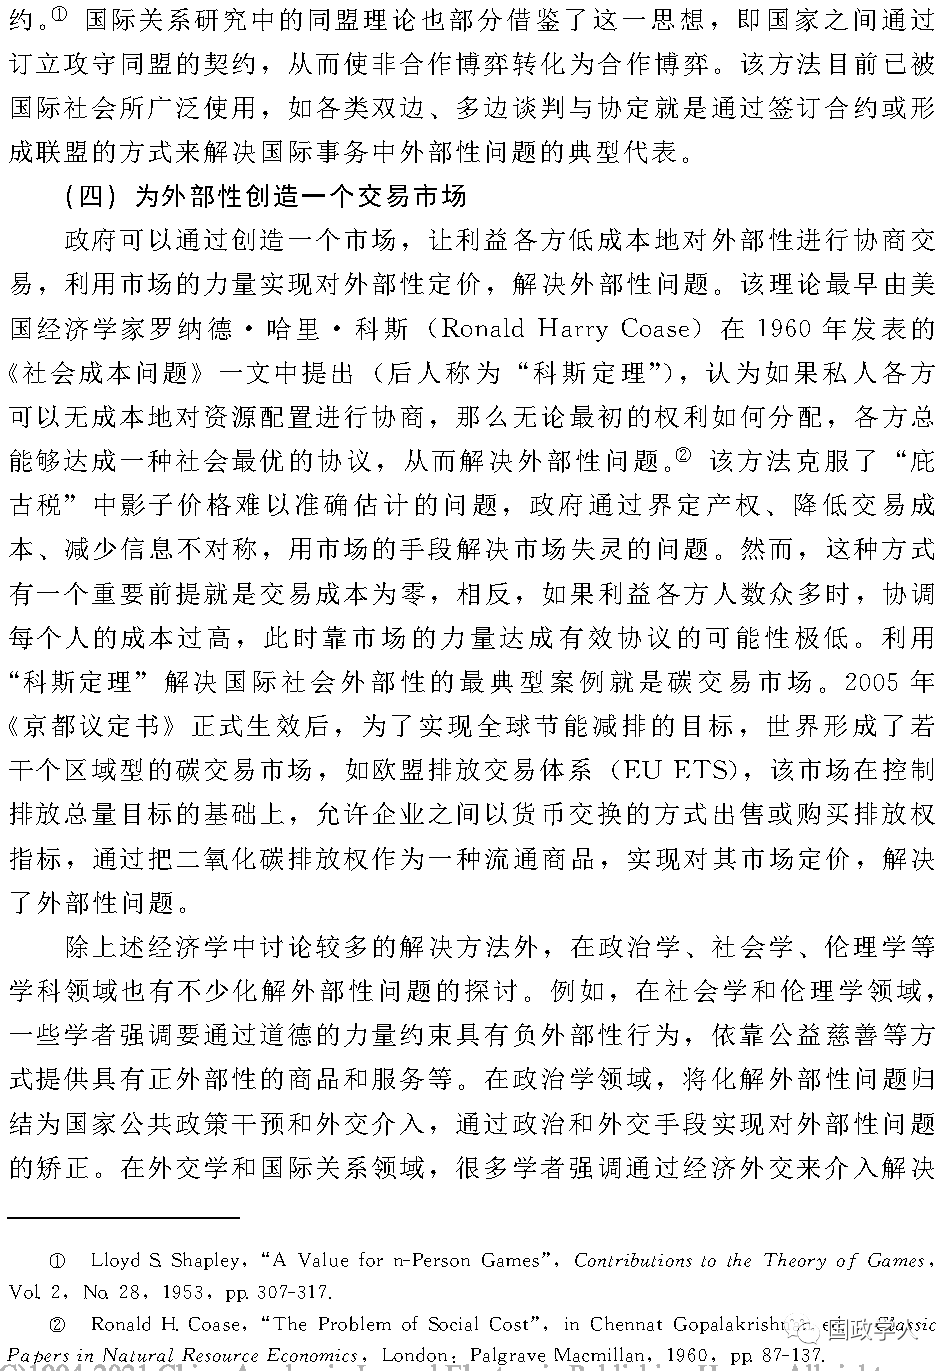 约。① 国际关系研究中的同盟理论也部分借鉴了这一思想，即国家之间通过
订立攻守同盟的契约，从而使非合作博弈转化为合作博弈。该方法目前已被
国际社会所广泛使用，如各类双边、多边谈判与协定就是通过签订合约或形
成联盟的方式来解决国际事务中外部性问题的典型代表。
（四）为外部性创造一个交易市场
政府可以通过创造一个市场，让利益各方低成本地对外部性进行协商交
易，利用市场的力量实现对外部性定价，解决外部性问题。该理论最早由美
国经济学家罗纳德·哈里·科斯（Ronald Harry Coase）在 1960 年发表的
《社会成本问题》一文中提出（后人称为“科斯定理”），认为如果私人各方
可以无成本地对资源配置进行协商，那么无论最初的权利如何分配，各方总
能够达成一种社会最优的协议，从而解决外部性问题。② 该方法克服了“庇
古税”中影子价格难以准确估计的问题，政府通过界定产权、降低交易成
本、减少信息不对称，用市场的手段解决市场失灵的问题。然而，这种方式
有一个重要前提就是交易成本为零，相反，如果利益各方人数众多时，协调
每个人的成本过高，此时靠市场的力量达成有效协议的可能性极低。利用
“科斯定理”解决国际社会外部性的最典型案例就是碳交易市场。2005 年
《京都议定书》正式生效后，为了实现全球节能减排的目标，世界形成了若
干个区域型的碳交易市场，如欧盟排放交易体系（EU ETS），该市场在控制
排放总量目标的基础上，允许企业之间以货币交换的方式出售或购买排放权
指标，通过把二氧化碳排放权作为一种流通商品，实现对其市场定价，解决
了外部性问题。
除上述经济学中讨论较多的解决方法外，在政治学、社会学、伦理学等
学科领域也有不少化解外部性问题的探讨。例如，在社会学和伦理学领域，
一些学者强调要通过道德的力量约束具有负外部性行为，依靠公益慈善等方
式提供具有正外部性的商品和服务等。在政治学领域，将化解外部性问题归
结为国家公共政策干预和外交介入，通过政治和外交手段实现对外部性问题
的矫正。在外交学和国际关系领域，很多学者强调通过经济外交来介入解决
① Lloyd S. Shapley，“A Value for n-Person Games”，Contributions to the Theory of Games，
Vol. 2，No. 28，1953，pp. 307-317.
② Ronald H. Coase，“The Problem of Social Cost”，in Chennat Gopalakrish Classic
Papers in Natural Resource Economics，London：Palgrave Macmillan，1960，pp. 87-137.
国政学人